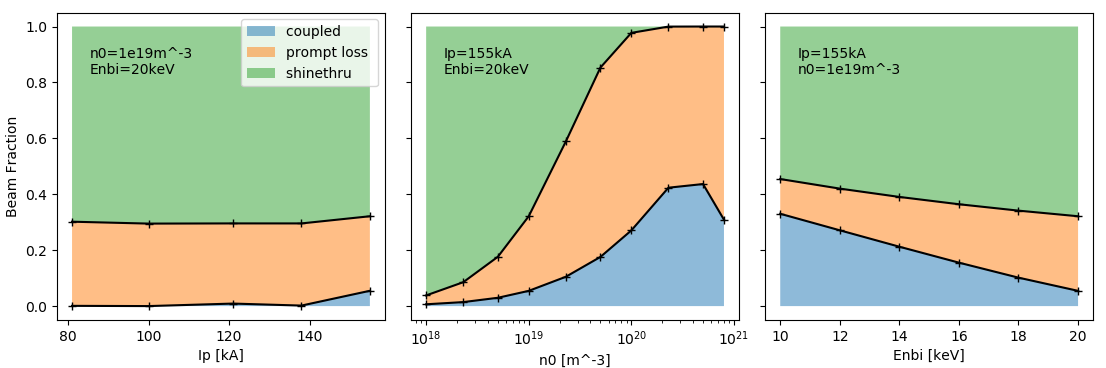 1.0
0.8
0.6
0.4
0.2
0.0
Beam Fraction
n0=1e19m^-3
Enbi=20keV
coupled
prompt loss
shinethru
80
100
120
140
Ip [kA]
Ip=155kA
Enbi=20keV
10^18
10^19
10^20
10^21
n0 [m^-3]
Ip=155kA
n0=1e19m^-3
10
12
14
16
18
20
Enbi [keV]